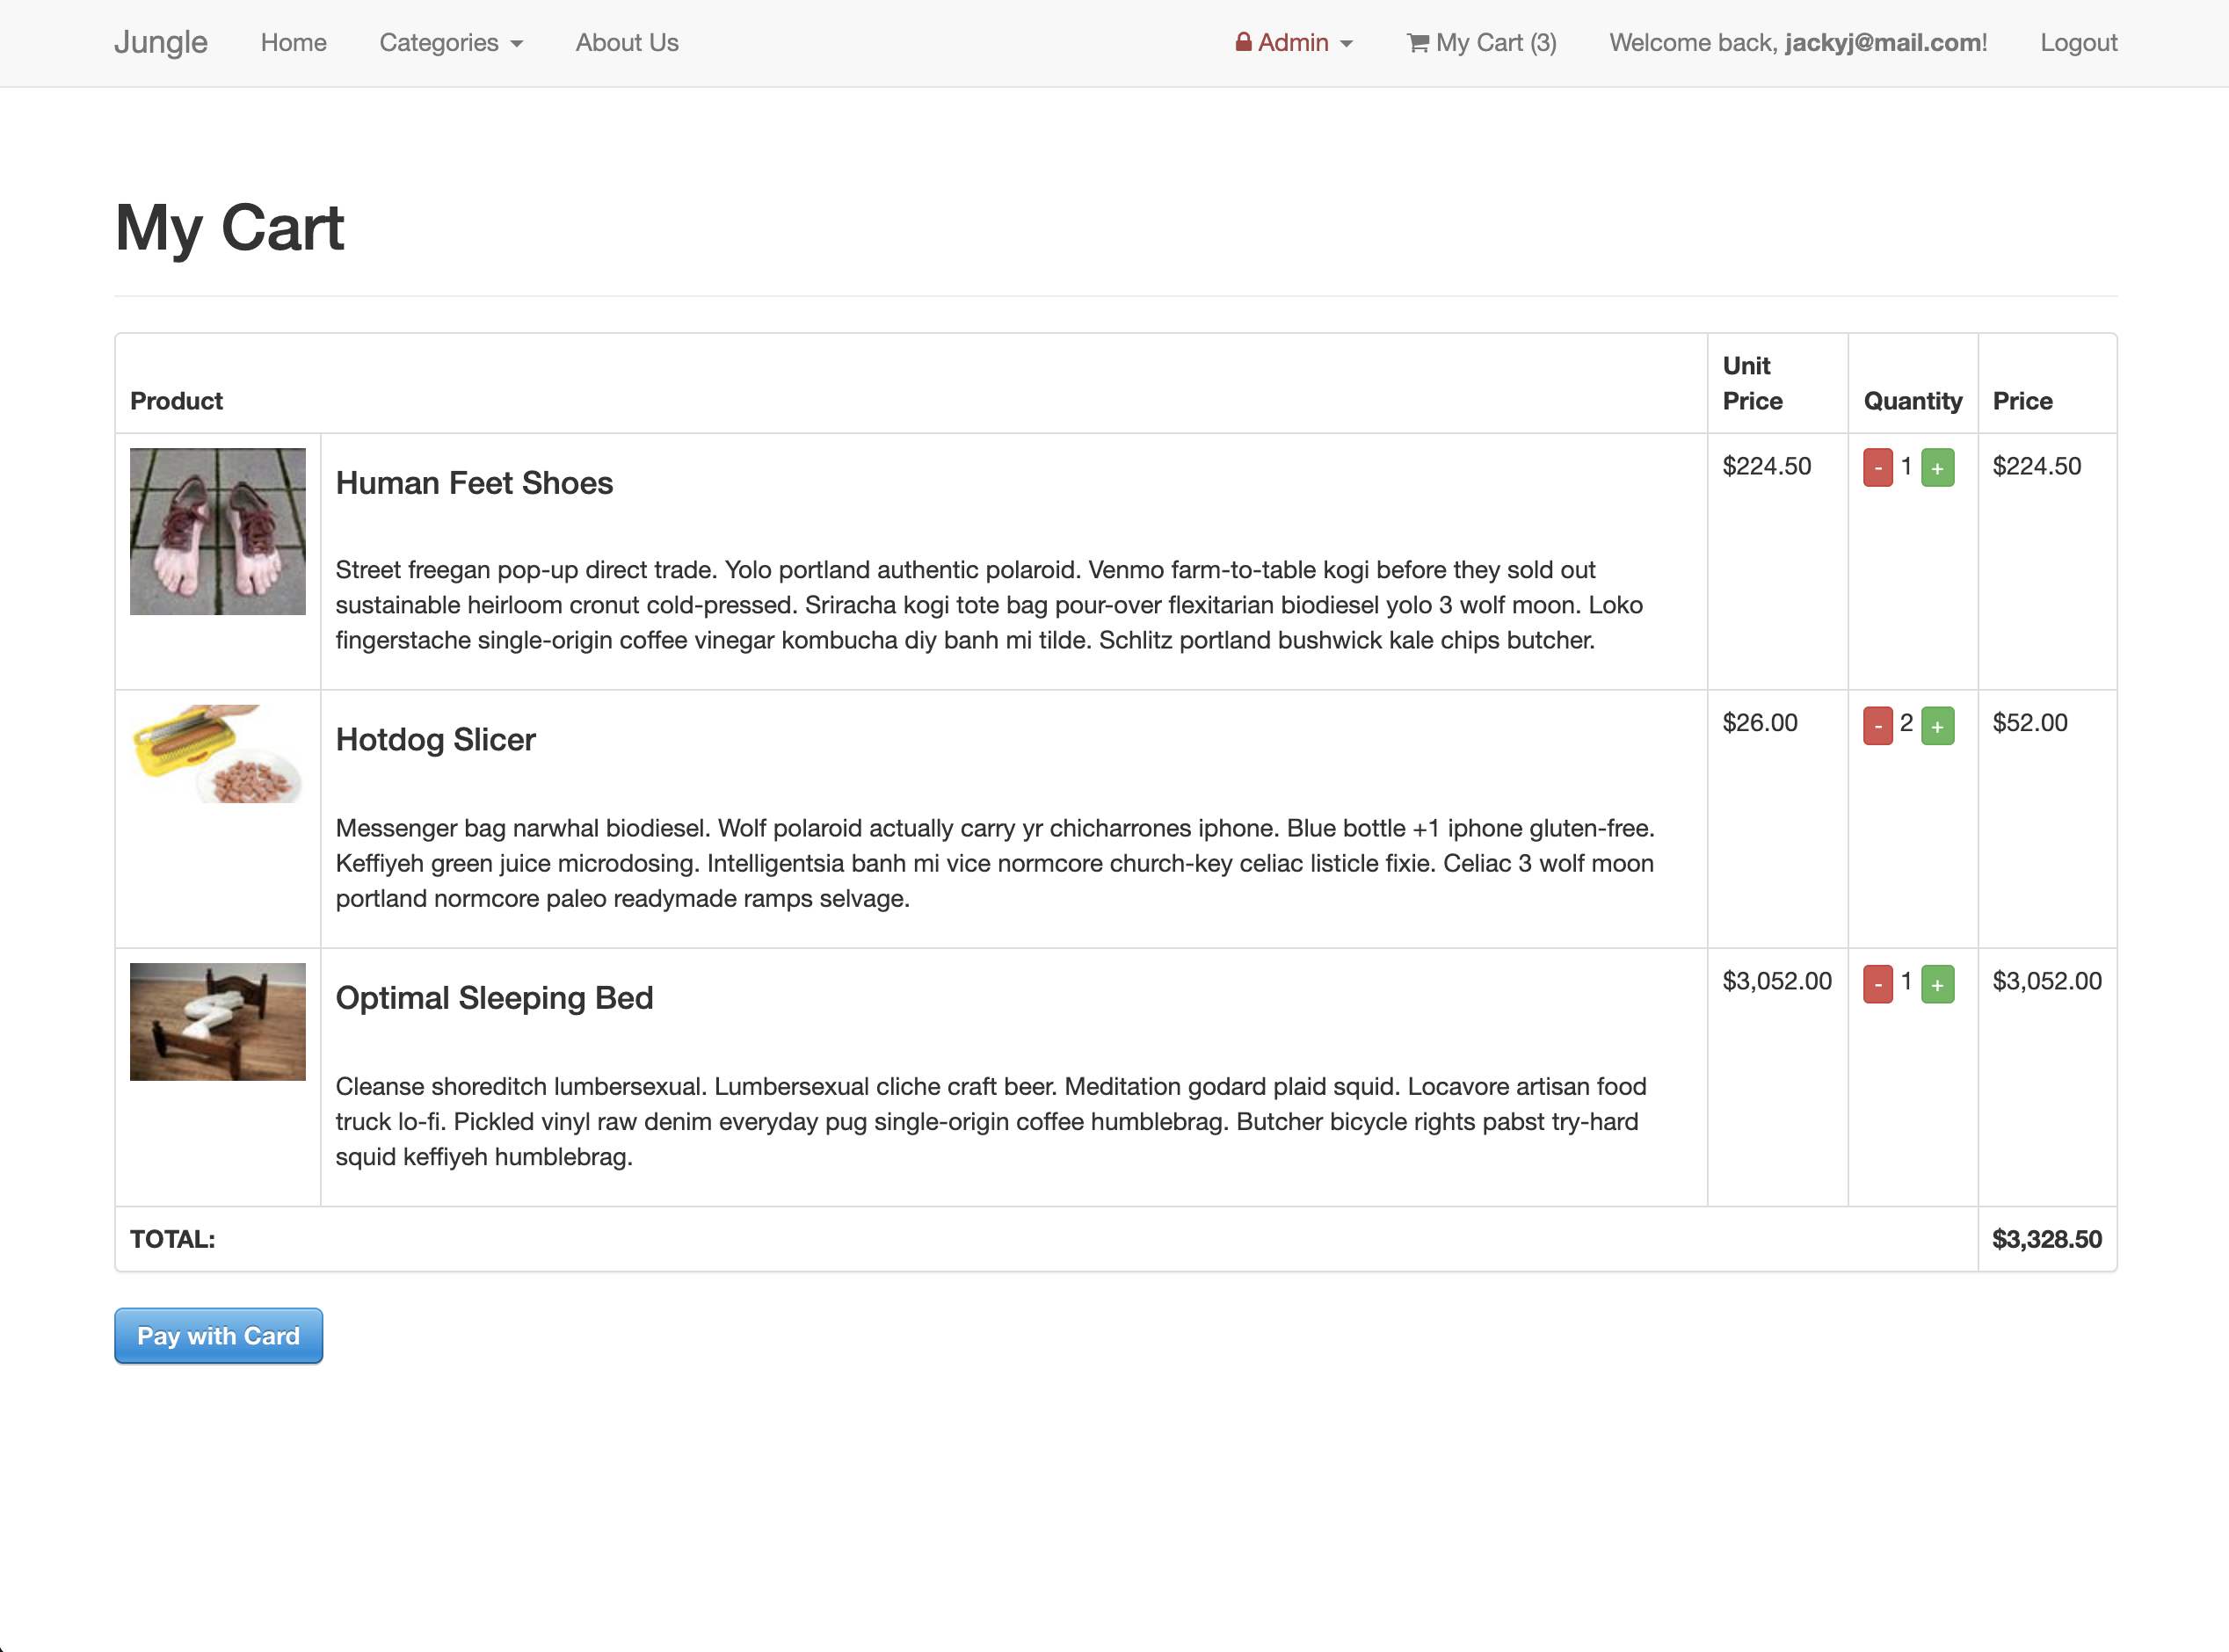 Jungle Home Categories About Us Admin My Cart (3) Welcome back, jackyj@mail.com! Logout
My Cart
Product Unit Price Quantity Price
Human Feet Shoes $224.50 - 1 + $224.50
Street freegan pop-up direct trade. Yolo portland authentic polaroid. Venmo farm-to-table kogi before they sold out
sustainable heirloom cronut cold-pressed. Sriracha kogi tote bag pour-over flexitarian biodiesel yolo 3 wolf moon. Loko
fingerstache single-origin coffee vinegar kombucha diy banh mi tilde. Schlitz portland bushwick kale chips butcher.
Hotdog Slicer $26.00 - 2 + $52.00
Messenger bag narwhal biodiesel. Wolf polaroid actually carry yr chicharrones iphone. Blue bottle +1 iphone gluten-free.
Keffiyeh green juice microdosing. Intelligentsia banh mi vice normcore church-key celiac listicle fixie. Celiac 3 wolf moon
portland normcore paleo readymade ramps selvage.
Optimal Sleeping Bed $3,052.00 - 1 + $3,052.00
Cleanse shoreditch lumbersexual. Lumbersexual cliche craft beer. Meditation godard plaid squid. Locavore artisan food
truck lo-fi. Pickled vinyl raw denim everyday pug single-origin coffee humblebrag. Butcher bicycle rights pabst try-hard
squid keffiyeh humblebrag.
TOTAL: $3,328.50
Pay with Card